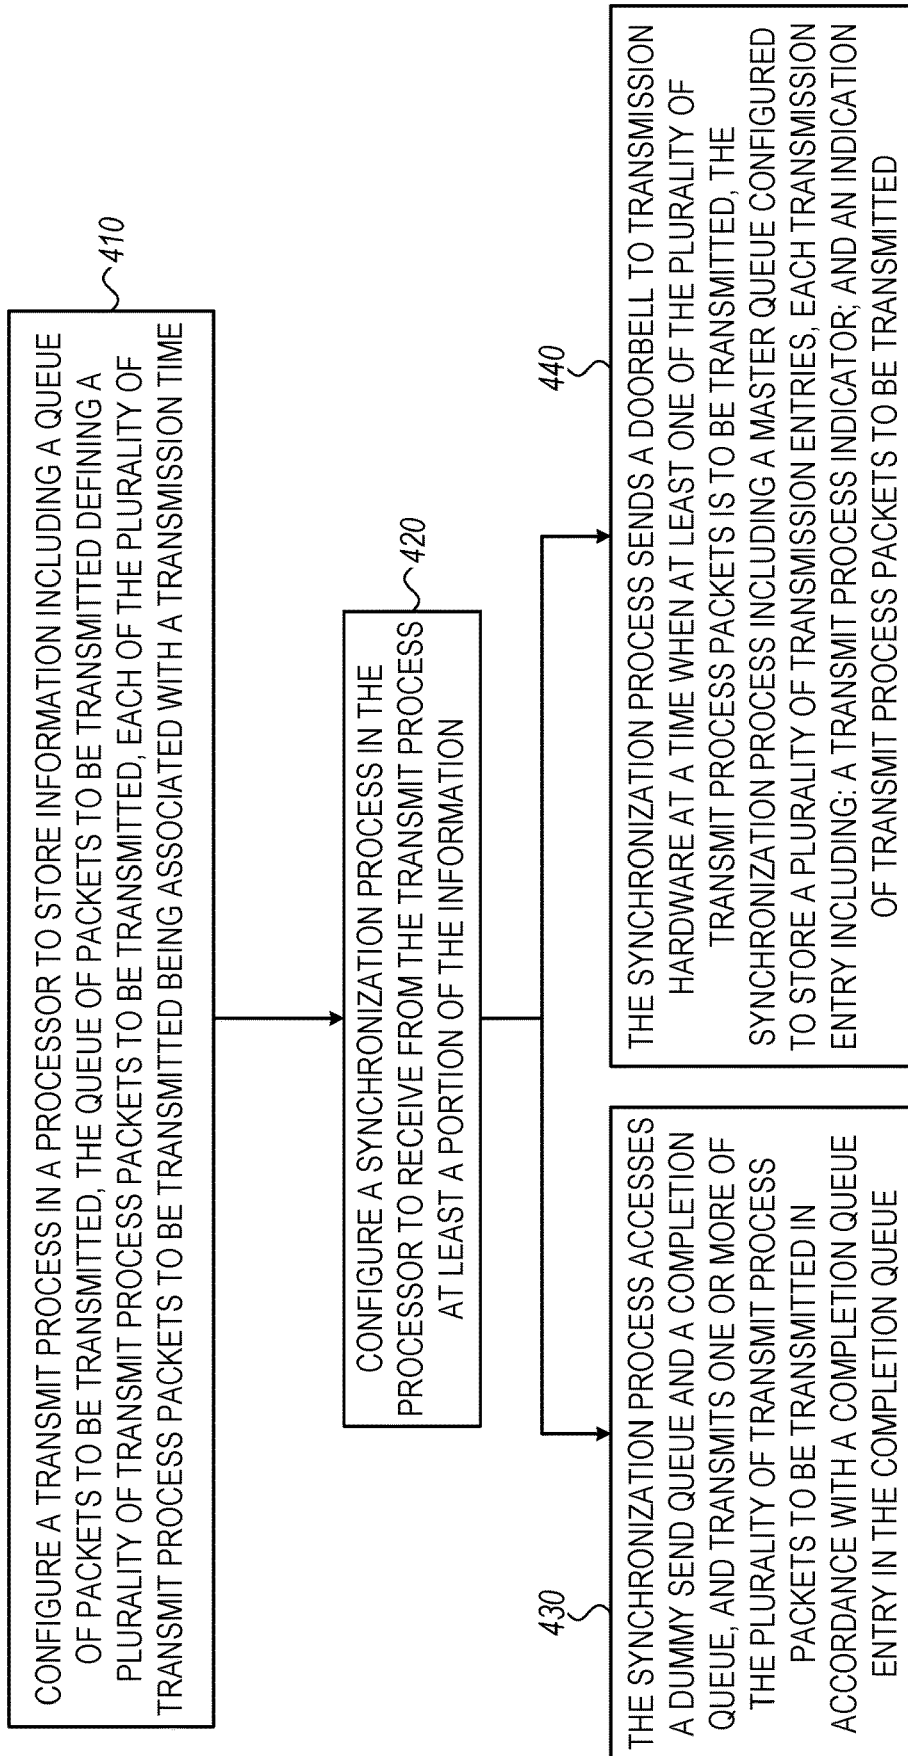 CONFIGURE A TRANSMIT PROCESS IN A PROCESSOR TO STORE INFORMATION INCLUDING A QUEUE
OF PACKETS TO BE TRANSMITTED, THE QUEUE OF PACKETS TO BE TRANSMITTED DEFINING A
PLURALITY OF TRANSMIT PROCESS PACKETS TO BE TRANSMITTED, EACH OF THE PLURALITY OF
TRANSMIT PROCESS PACKETS TO BE TRANSMITTED BEING ASSOCIATED WITH A TRANSMISSION TIME
410
CONFIGURE A SYNCHRONIZATION PROCESS IN THE
PROCESSOR TO RECEIVE FROM THE TRANSMIT PROCESS
AT LEAST A PORTION OF THE INFORMATION
420
430
THE SYNCHRONIZATION PROCESS ACCESSES
A DUMMY SEND QUEUE AND A COMPLETION
QUEUE, AND TRANSMITS ONE OR MORE OF
THE PLURALITY OF TRANSMIT PROCESS
PACKETS TO BE TRANSMITTED IN
ACCORDANCE WITH A COMPLETION QUEUE
ENTRY IN THE COMPLETION QUEUE
440
THE SYNCHRONIZATION PROCESS SENDS A DOORBELL TO TRANSMISSION
HARDWARE AT A TIME WHEN AT LEAST ONE OF THE PLURALITY OF
TRANSMIT PROCESS PACKETS IS TO BE TRANSMITTED, THE
SYNCHRONIZATION PROCESS INCLUDING A MASTER QUEUE CONFIGURED
TO STORE A PLURALITY OF TRANSMISSION ENTRIES, EACH TRANSMISSION
ENTRY INCLUDING: A TRANSMIT PROCESS INDICATOR; AND AN INDICATION
OF TRANSMIT PROCESS PACKETS TO BE TRANSMITTED